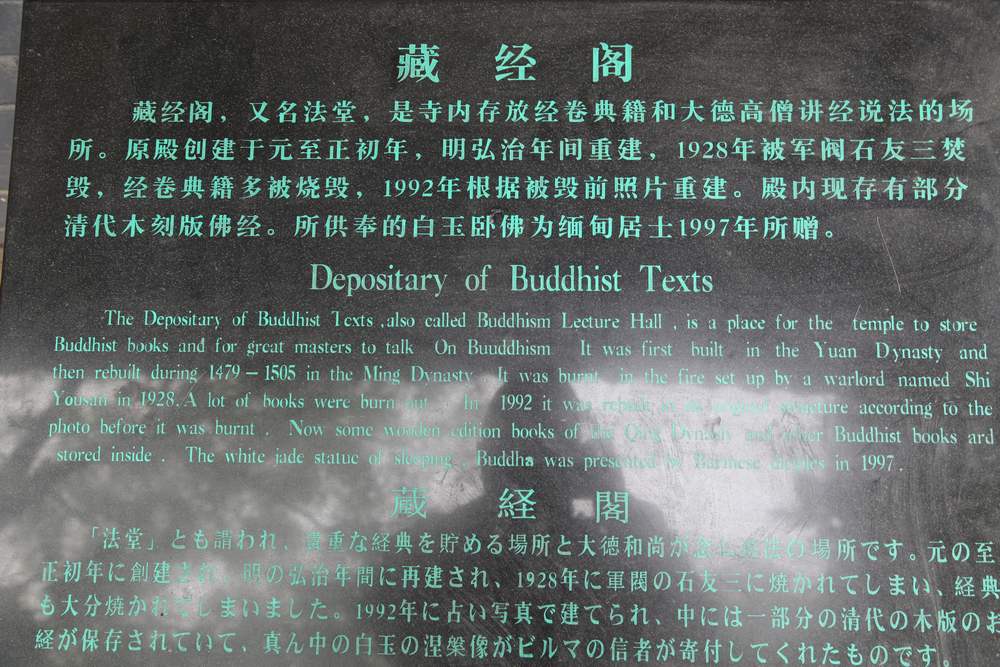 藏经阁
藏经阁，又名法堂，是寺内存放经卷典籍和大德高僧讲经说法的场
所。原殿创建于元至正初年，明弘治年间重建，1928年被军阀石友三焚
毁，经卷典籍多被烧毁，1992年根据被毁前照片重建。殿内现存有部分
清代木刻版佛经。所供奉的白玉卧佛为缅甸居士1997年所赠。
Depositary of Buddhist Texts
The Depositary of Buddhist Texts ,also called Buddhism Lecture Hall , is a place for the temple to store
Buddhist books and for great masters to talk On Buuddhism It was first built in the Yuan Dynasty and
then rebuilt during 1479-1505 in the Ming Dynasty It was burnt in the fire set up by a warlord named Shi
Yousan in 1928.A lot of books were burn out In 1992 it was rebuilt to its original structure according to the
photo before it was burnt . Now some wooden edition books of the Qing Dynasty and other Buddhist books ard
stored inside . The white jade statue of sleeping , Buddha was presented by Burmese in 1997.
蔵経閣
「法堂」とも謂われ、貴重な経典を貯める場所と大徳和尚が の場所です。元の至
正初年に創建され、明の弘治年間に再建され、1928年に軍閥の石友三に焼かれてしまい、経典
も大分焼かれてしまいました。1992年に占い写真で建てられ、中には一部分の清代の木版のお
経が保存されていて、真ん中の白玉の涅槃像がビルマの信者が寄付してくれたものです。